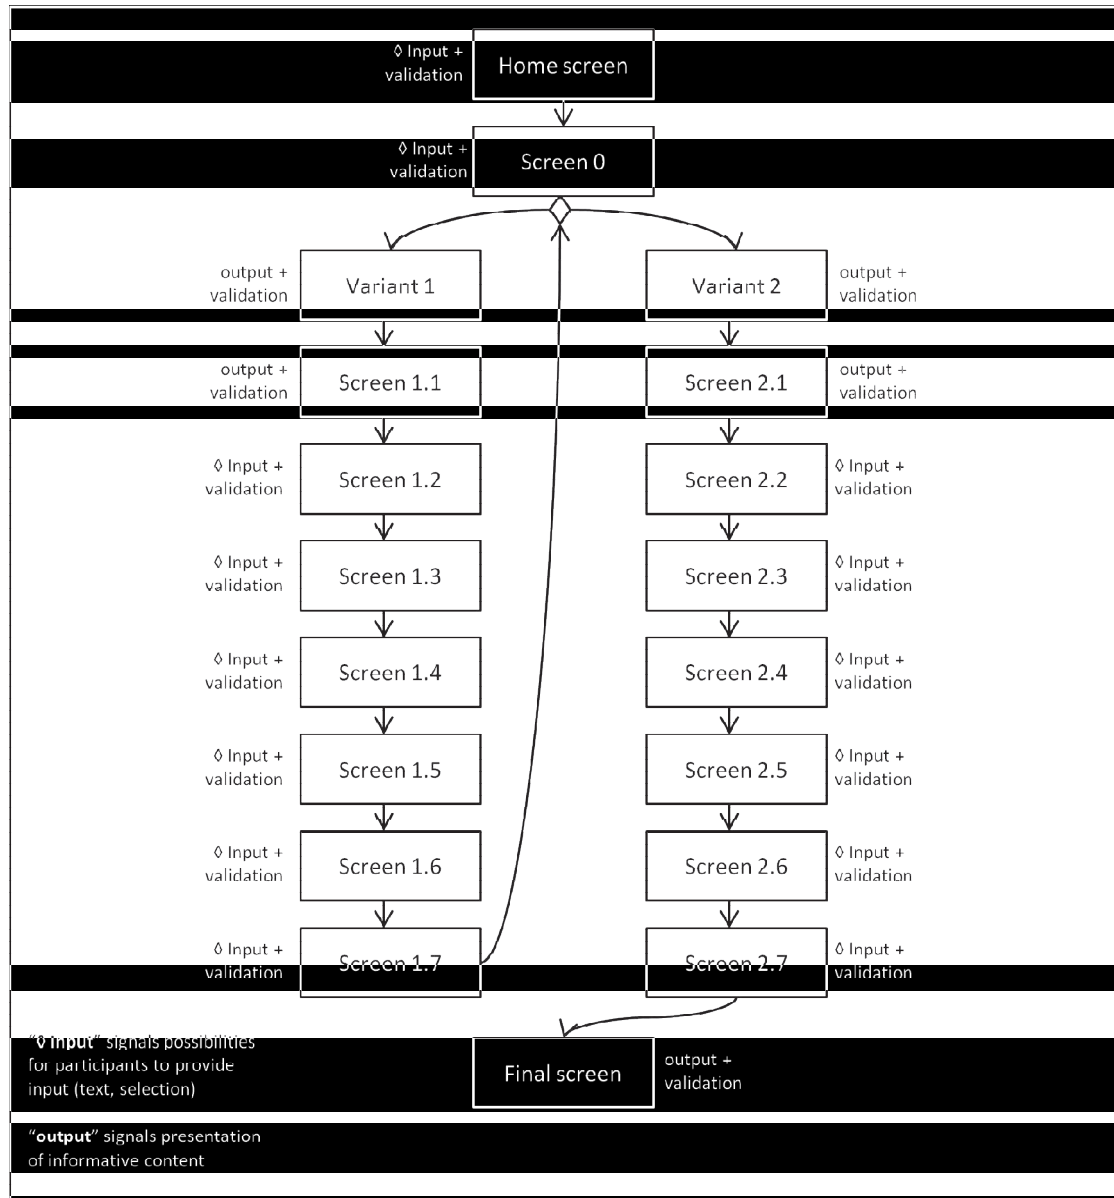 ◊ Input +
validation
Home screen
◊ Input +
validation
Screen 0
output +
validation
Variant 1
Variant 2
output +
validation
output +
validation
Screen 1.1
Screen 2.1
output +
validation
◊ Input +
validation
Screen 1.2
Screen 2.2
◊ Input +
validation
◊ Input +
validation
Screen 1.3
Screen 2.3
◊ Input +
validation
◊ Input +
validation
Screen 1.4
Screen 2.4
◊ Input +
validation
◊ Input +
validation
Screen 1.5
Screen 2.5
◊ Input +
validation
◊ Input +
validation
Screen 1.6
Screen 2.6
◊ Input +
validation
◊ Input +
validation
Screen 1.7
Screen 2.7
◊ Input +
validation
"◊ Input" signals possibilities
for participants to provide
input (text, selection)
Final screen
output +
validation
"output" signals presentation
of informative content